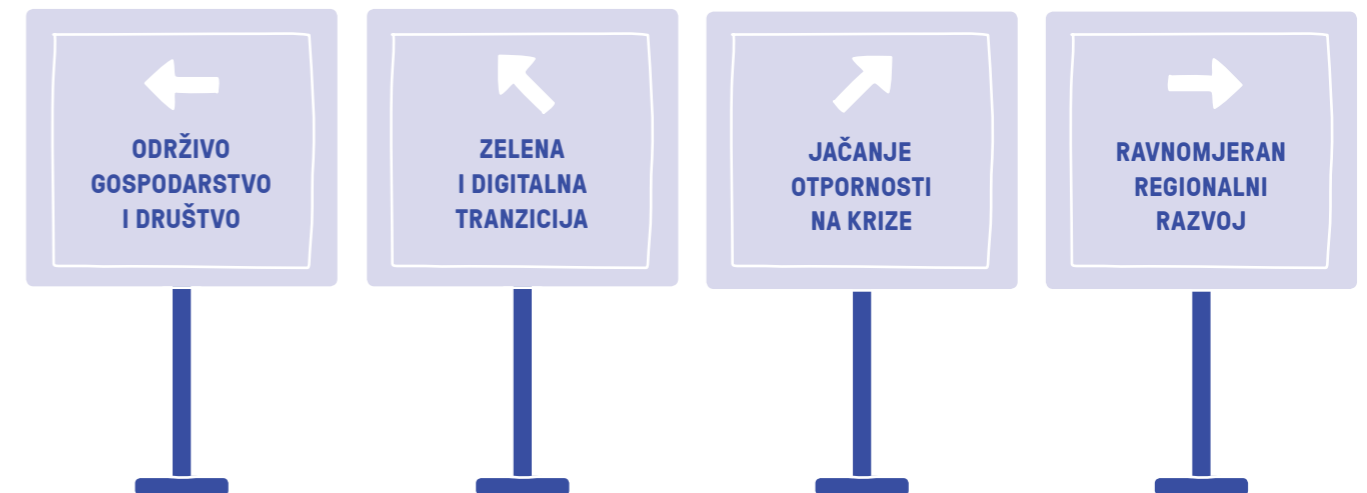 ODRŽIVO
GOSPODARSTVO
I DRUŠTVO
ZELENA
I DIGITALNA
TRANZICIJA
JAČANJE
OTPORNOSTI
NA KRIZE
RAVNOMJERAN
REGIONALNI
RAZVOJ